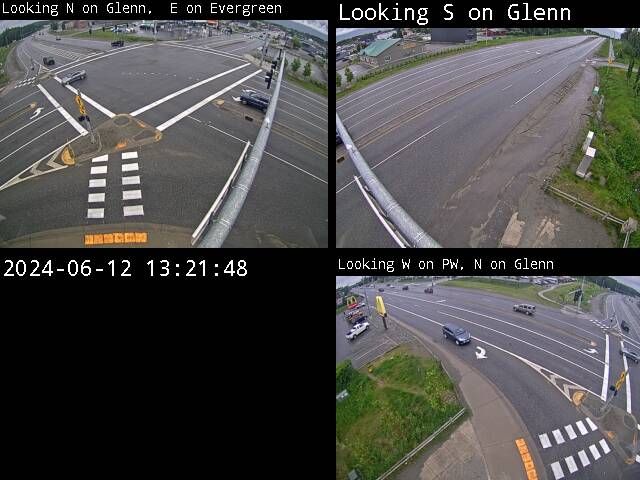 Looking N on Glenn,  E on Evergreen
Looking S on Glenn
2024-06-12 13:21:48
Looking W on PW, N on Glenn